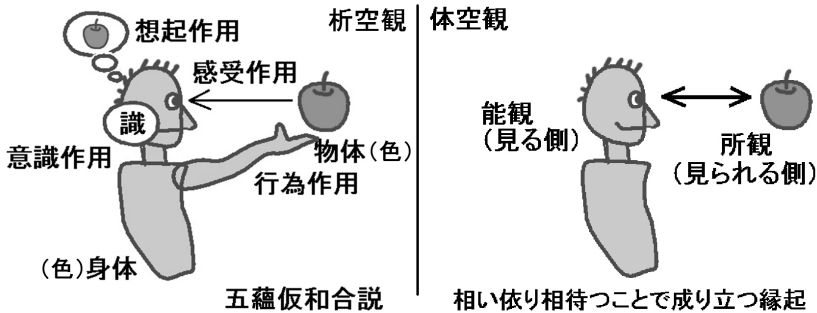 想起作用
析空観
体空観
感受作用
識
意識作用
物体(色)
行為作用
(色)身体
五蘊仮和合説
能観
(見る側)
所観
(見られる側)
相い依り相待つことで成り立つ縁起